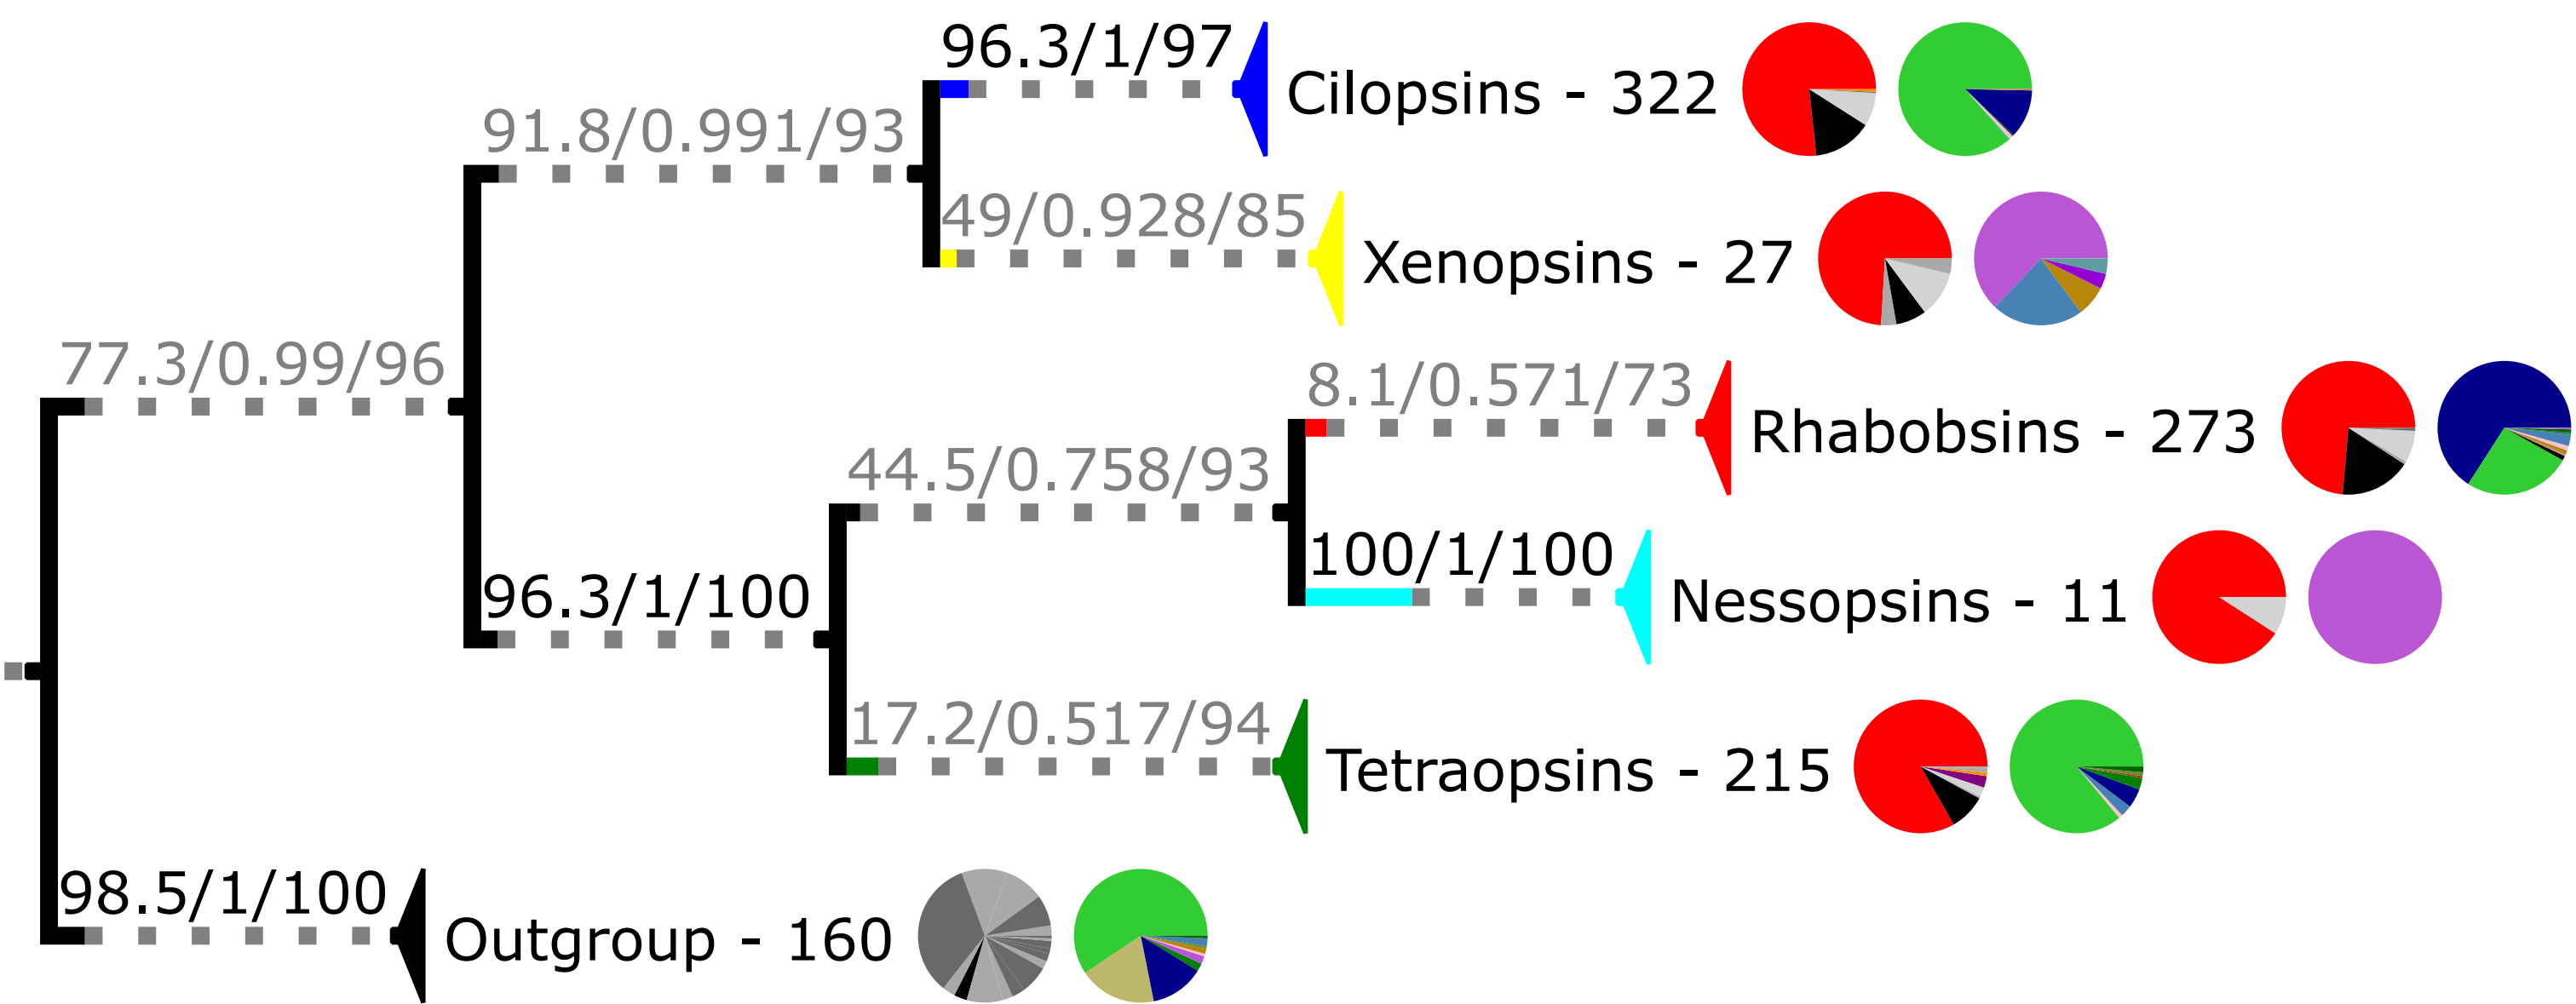 96.3/1/97
Cilopsins - 322
91.8/0.991/93
49/0.928/85
Xenopsins - 27
77.3/0.99/96
8.1/0.571/73
Rhabobsins - 273
44.5/0.758/93
100/1/100
Nessopsins - 11
96.3/1/100
17.2/0.517/94
Tetraopsins - 215
98.5/1/100
Outgroup - 160